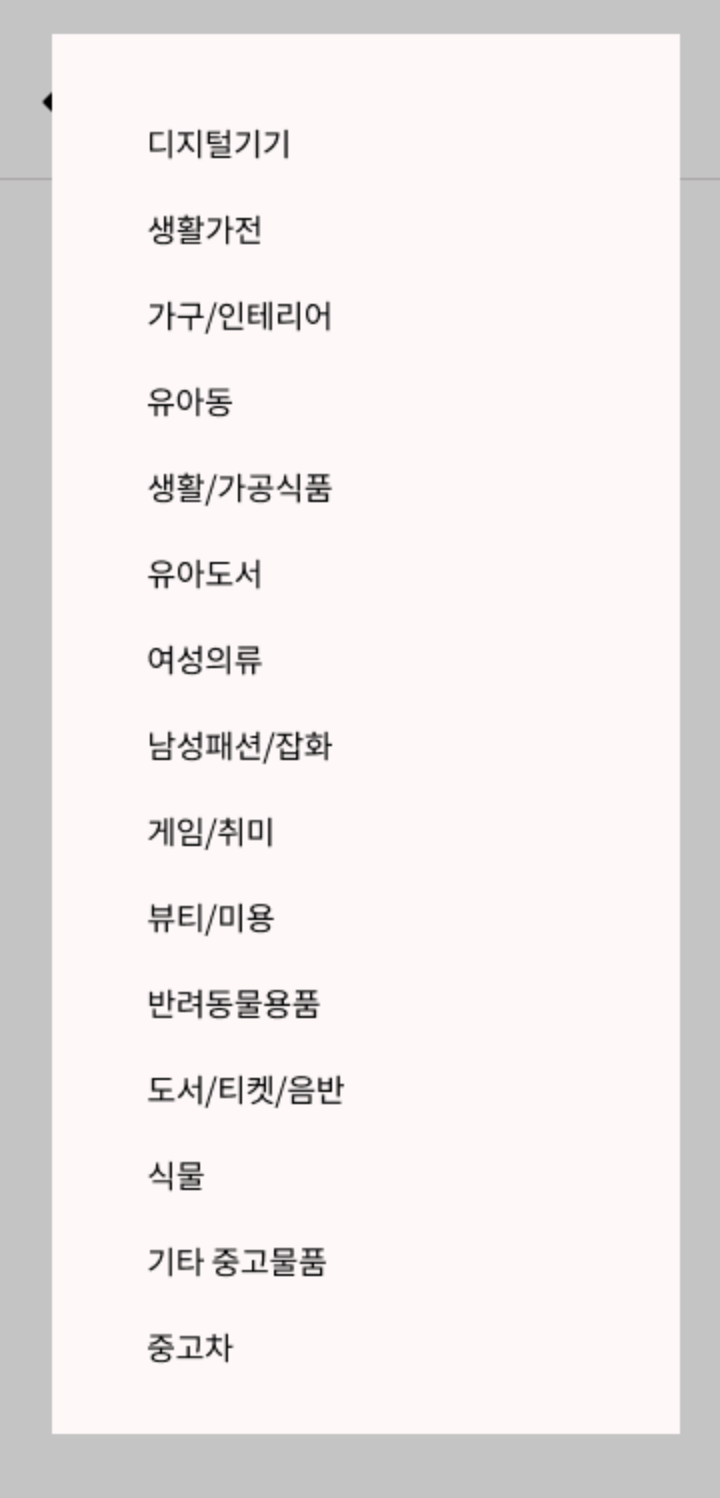 디지털기기
생활가전
가구/인테리어
유아동
생활/가공식품
유아도서
여성의류
남성패션/잡화
게임/취미
뷰티/미용
반려동물용품
도서/티켓/음반
식물
기타 중고물품
중고차